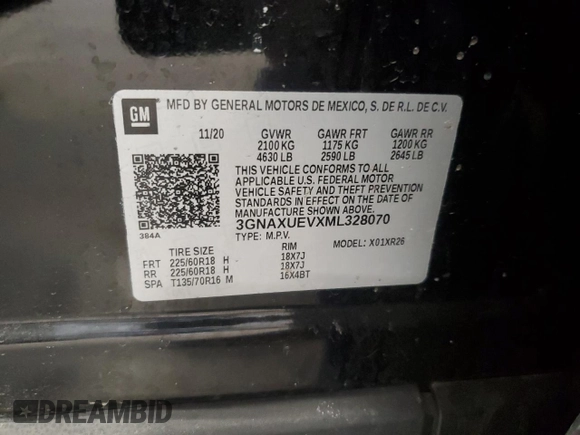 GM
MFD BY GENERAL MOTORS DE MEXICO, S. DE R.L. DE C.V.
11/20 GVWR GAWR FRT GAWR RR
2100 KG 1175 KG 1200 KG
4630 LB 2590 LB 2645 LB
THIS VEHICLE CONFORMS TO ALL
APPLICABLE U.S. FEDERAL MOTOR
VEHICLE SAFETY AND THEFT PREVENTION
STANDARDS IN EFFECT ON THE DATE OF
MANUFACTURE SHOWN ABOVE.
3GNAXUEVXML328070
384A
TYPE: M.P.V. MODEL: X01XR26
TIRE SIZE RIM
FRT 225/60R18 H 18X7J
RR 225/60R18 H 18X7J
SPA T135/70R16 M 16X4BT
DREAMBID